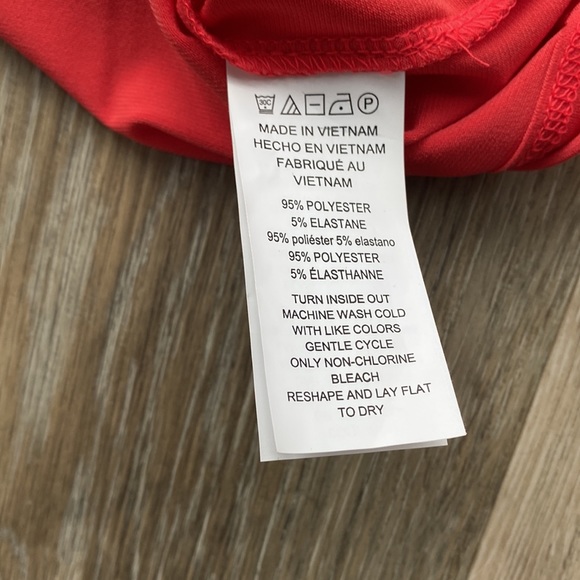 30C P
MADE IN VIETNAM
HECHO EN VIETNAM
FABRIQUÉ AU
VIETNAM
95% POLYESTER
5% ELASTANE
95% poliéster 5% elastano
95% POLYESTER
5% ÉLASTHANNE
TURN INSIDE OUT
MACHINE WASH COLD
WITH LIKE COLORS
GENTLE CYCLE
ONLY NON-CHLORINE
BLEACH
RESHAPE AND LAY FLAT
TO DRY